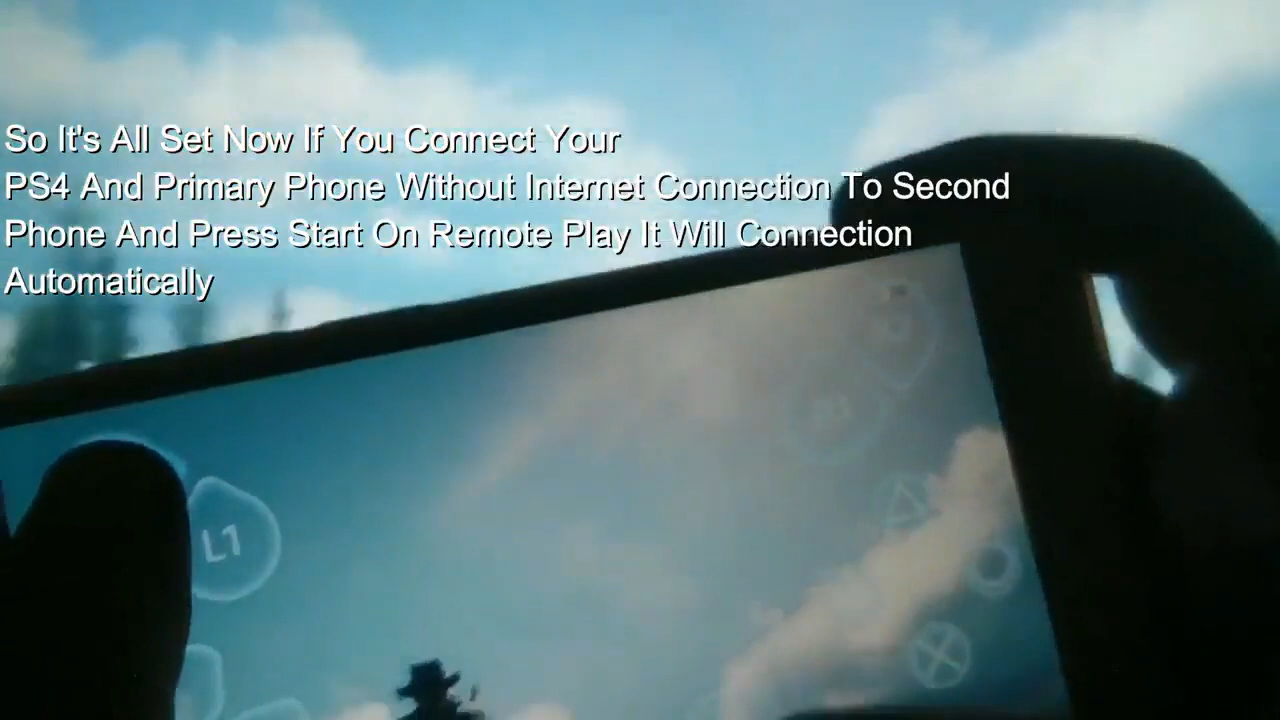 So It's All Set Now If You Connect Your
PS4 And Primary Phone Without Internet Connection To Second
Phone And Press Start On Remote Play It Will Connection
Automatically
L1